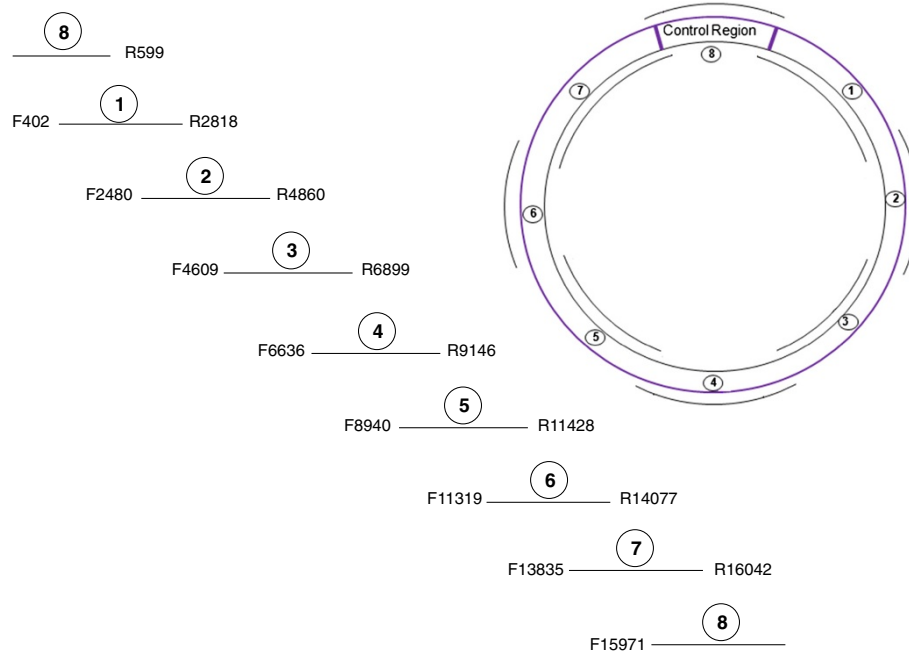 8
R599
1
F402
R2818
2
F2480
R4860
3
F4609
R6899
4
F6636
R9146
5
F8940
R11428
6
F11319
R14077
7
F13835
R16042
8
F15971
Control Region
8
7
1
6
2
5
3
4